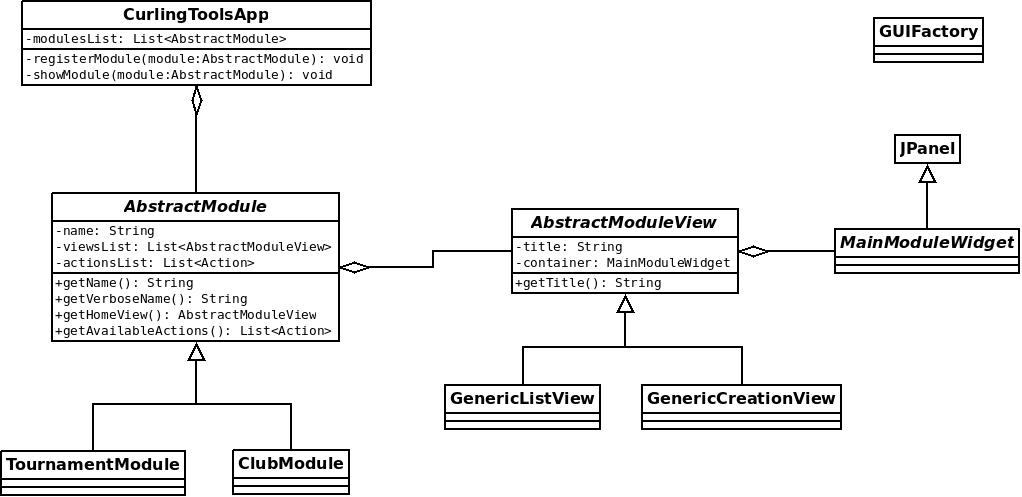 CurlingToolsApp
-modulesList: List<AbstractModule>
-registerModule(module:AbstractModule): void
-showModule(module:AbstractModule): void
GUIFactory
JPanel
AbstractModule
-name: String
-viewsList: List<AbstractModuleView>
-actionsList: List<Action>
+getName(): String
+getVerboseName(): String
+getHomeView(): AbstractModuleView
+getAvailableActions(): List<Action>
AbstractModuleView
-title: String
-container: MainModuleWidget
+getTitle(): String
MainModuleWidget
GenericListView
GenericCreationView
TournamentModule
ClubModule